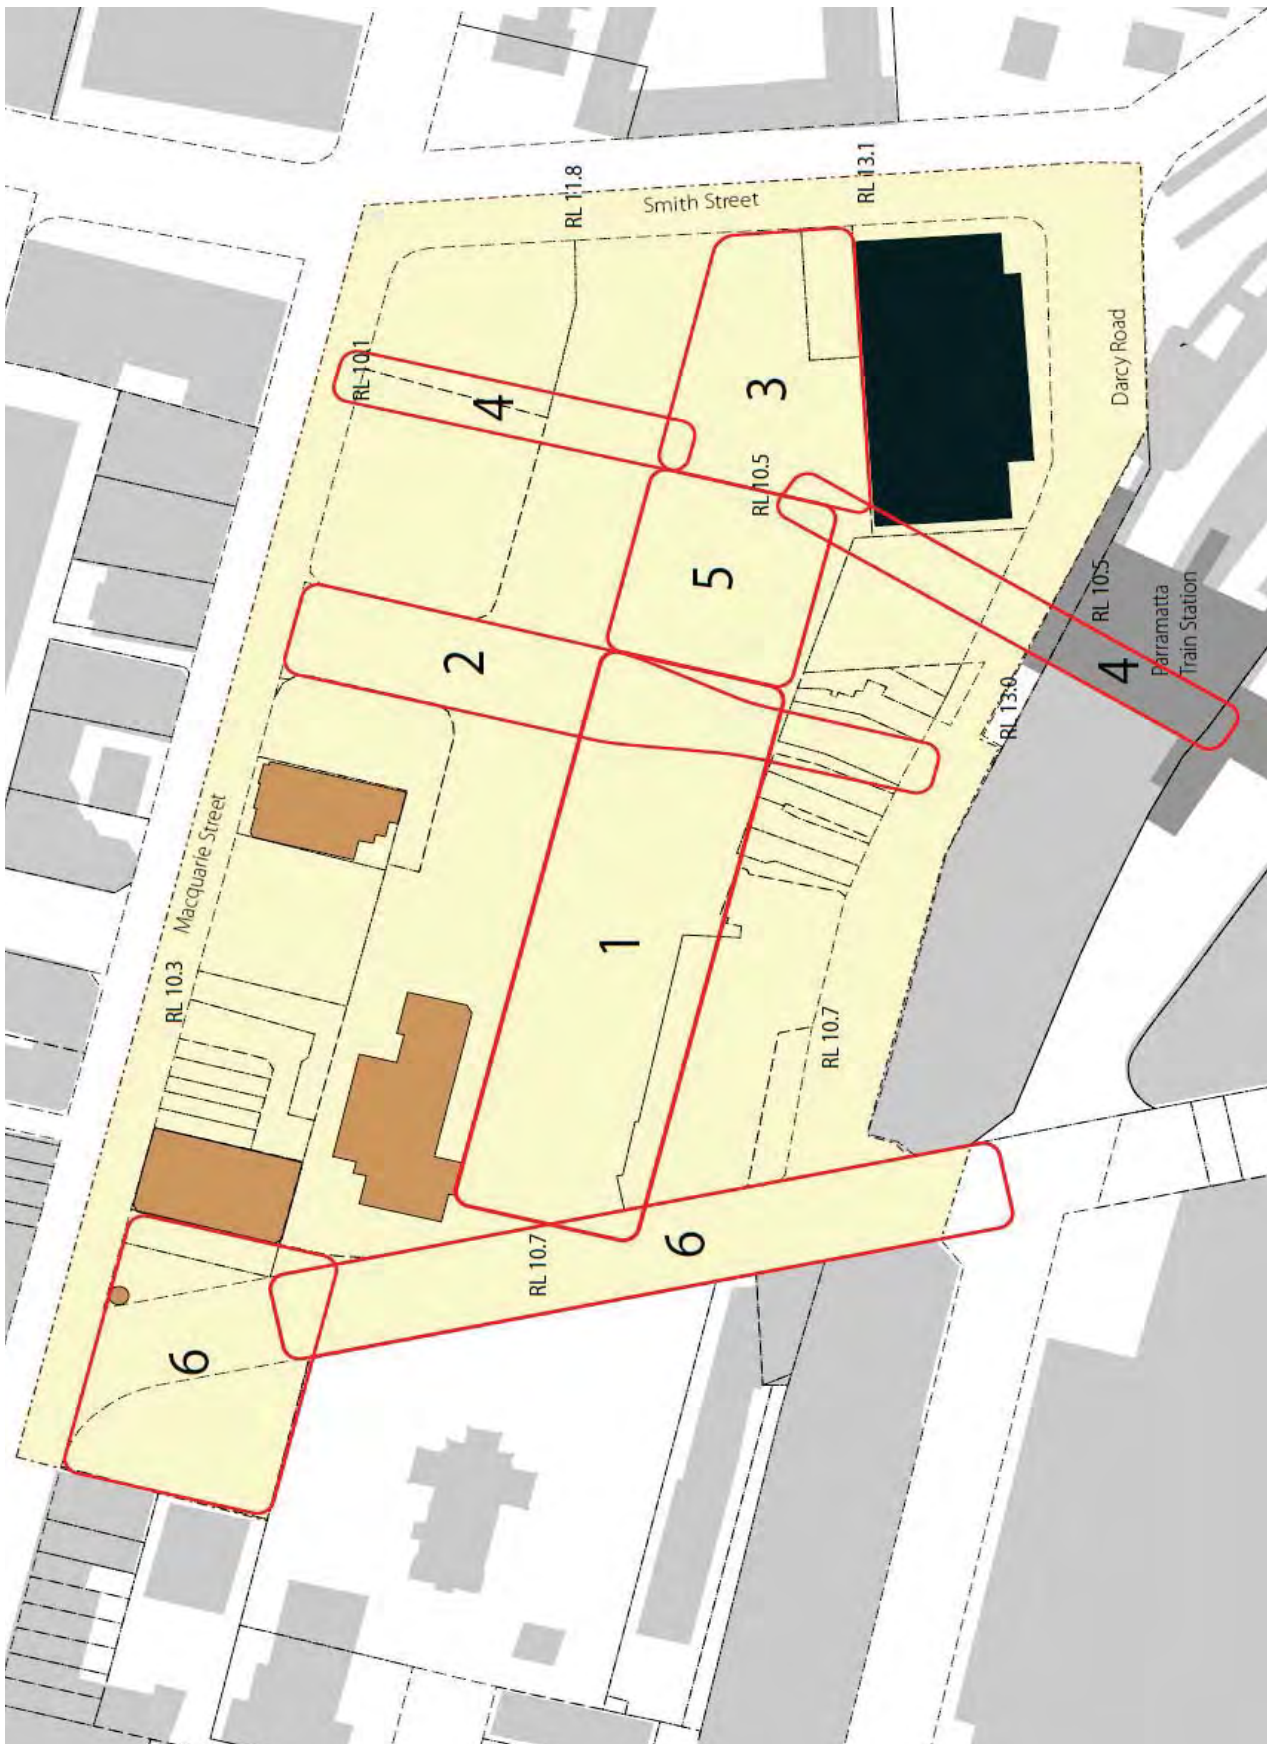 Smith Street
RL 11.8
RL 13.1
RL 10.1
4
3
Darcy Road
RL 10.5
5
2
RL 10.5
Parramatta
Train Station
4
RL 13.0
Macquarie Street
RL 10.3
1
RL 10.7
6
RL 10.7
6